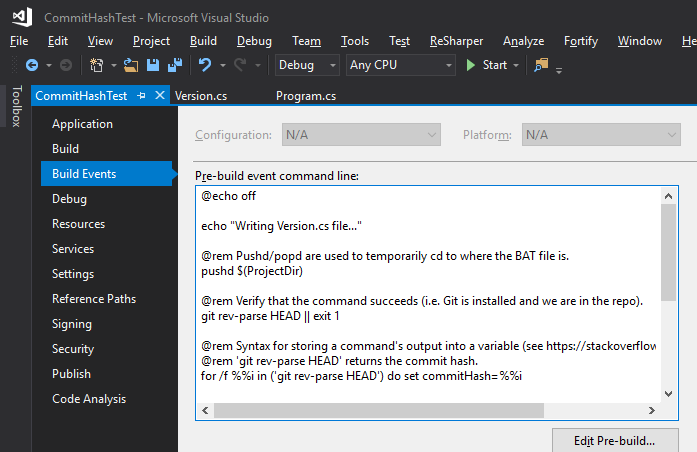 CommitHashTest - Microsoft Visual Studio
File Edit View Project Build Debug Team Tools Test ReSharper Analyze Fortify Window He
Debug Any CPU Start
Toolbox
CommitHashTest Version.cs Program.cs
Application
Build
Build Events
Debug
Resources
Services
Settings
Reference Paths
Signing
Security
Publish
Code Analysis
Configuration: N/A Platform: N/A
Pre-build event command line:
@echo off
echo "Writing Version.cs file..."
@rem Pushd/popd are used to temporarily cd to where the BAT file is.
pushd $(ProjectDir)
@rem Verify that the command succeeds (i.e. Git is installed and we are in the repo).
git rev-parse HEAD || exit 1
@rem Syntax for storing a command's output into a variable (see https://stackoverflow
@rem 'git rev-parse HEAD' returns the commit hash.
for /f %%i in ('git rev-parse HEAD') do set commitHash=%%i
Edit Pre-build...